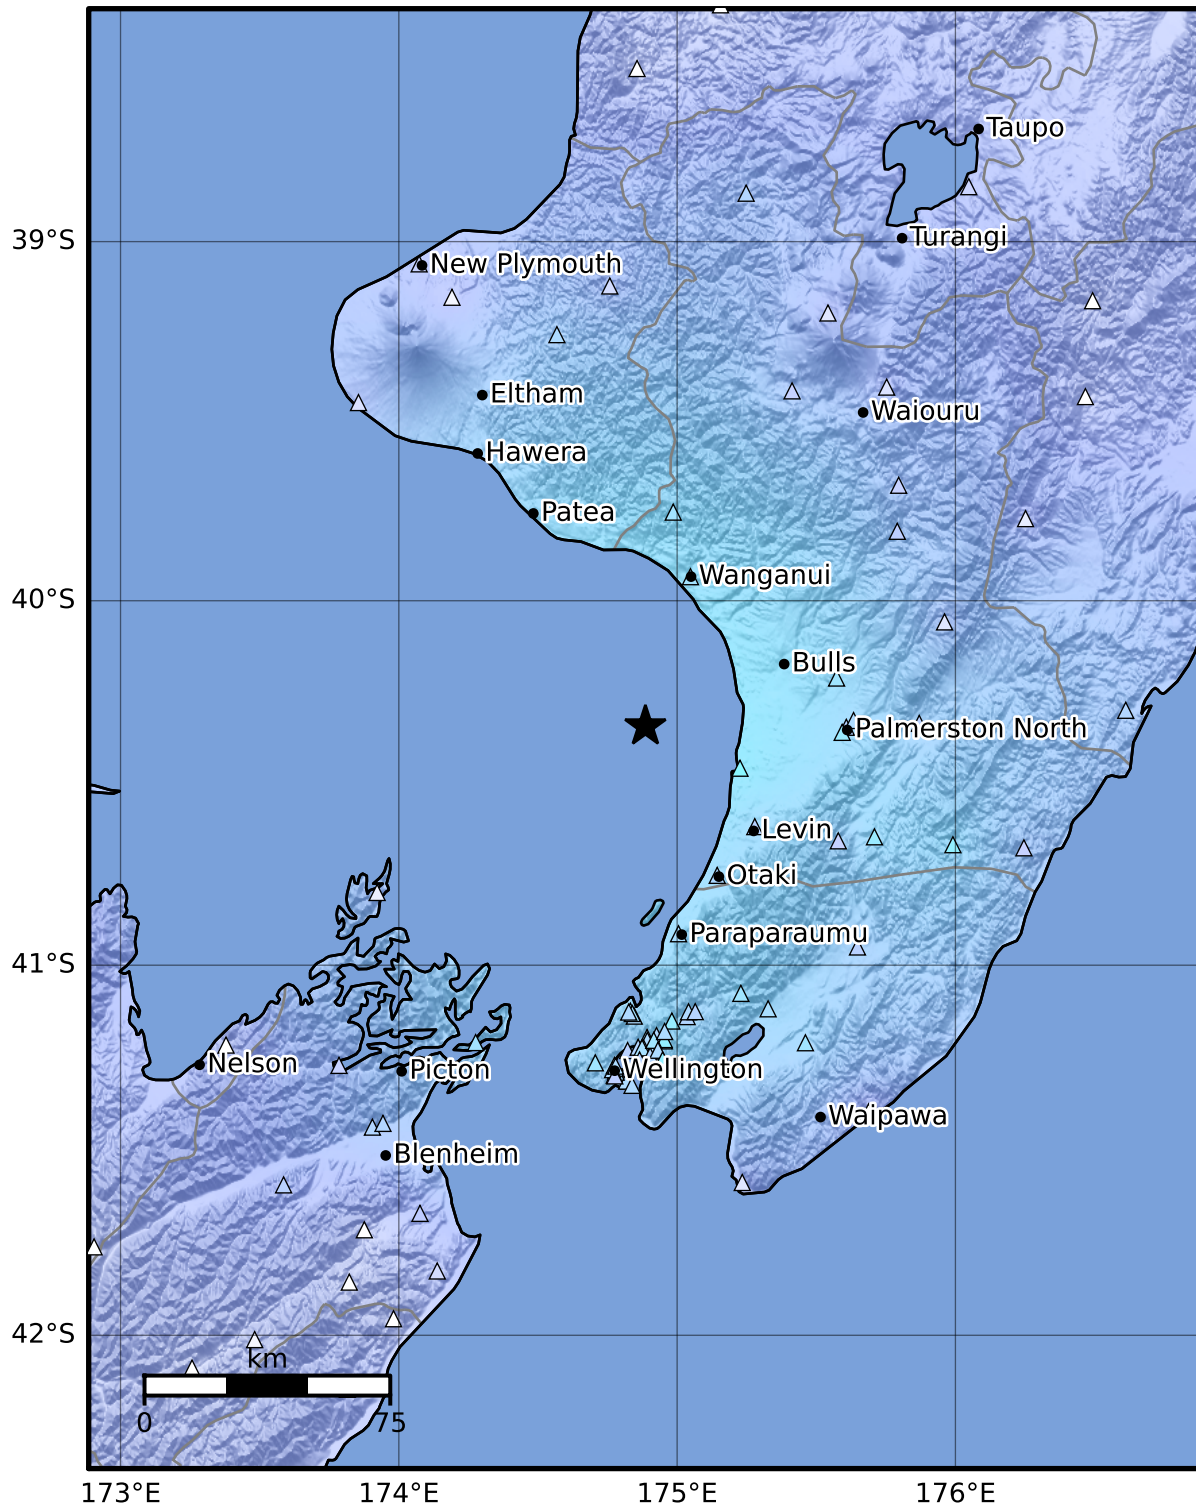 Taupo
39°S
Turangi
New Plymouth
Eltham
Waiouru
Hawera
Patea
Wanganui
40°S
Bulls
Palmerston North
Levin
Otaki
Paraparaumu
41°S
Nelson
Picton
Wellington
Waipawa
Blenheim
42°S
km
0 75
173°E 174°E 175°E 176°E